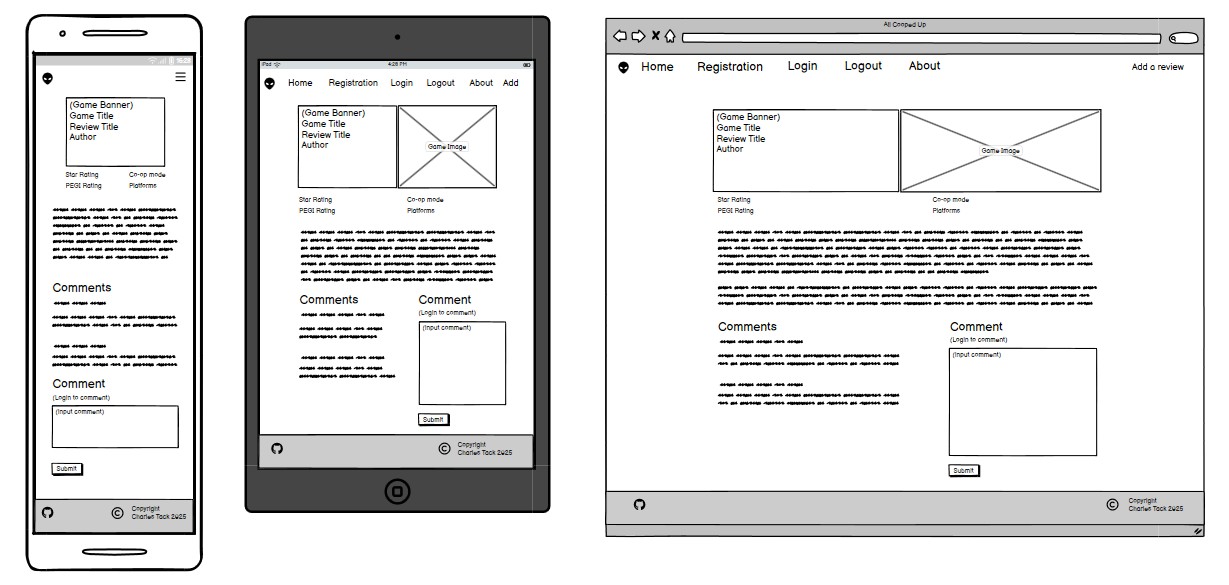 16:28
(Game Banner)
Game Title
Review Title
Author
Star Rating
Co-op mode
PEGI Rating
Platforms
Comments
Comment
(Login to comment)
(Input comment)
Submit
©
Copyright
Charles Tack 2025
iPad
4:28 PM
Home Registration Login Logout About Add
(Game Banner)
Game Title
Review Title
Author
Game Image
Star Rating
Co-op mode
PEGI Rating
Platforms
Comments
Comment
(Login to comment)
(Input comment)
Submit
©
Copyright
Charles Tack 2025
All Cooped Up
Home Registration Login Logout About Add a review
(Game Banner)
Game Title
Review Title
Author
Game Image
Star Rating
Co-op mode
PEGI Rating
Platforms
Comments
Comment
(Login to comment)
(Input comment)
Submit
©
Copyright
Charles Tack 2025